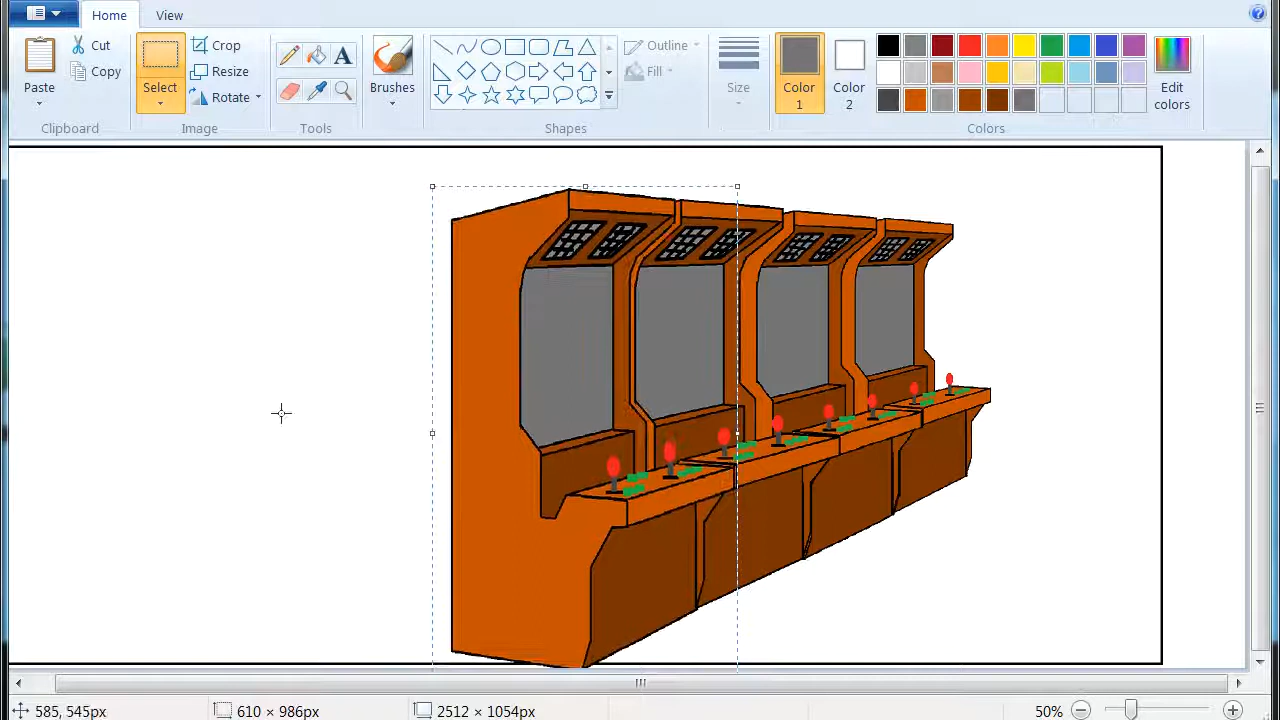 Home View
Paste
Cut
Copy
Clipboard
Select
Crop
Resize
Rotate
Image
A
Tools
Brushes
Outline
Fill
Shapes
Size
Color 1
Color 2
Edit colors
Colors
585, 545px
610 × 986px
2512 × 1054px
50%